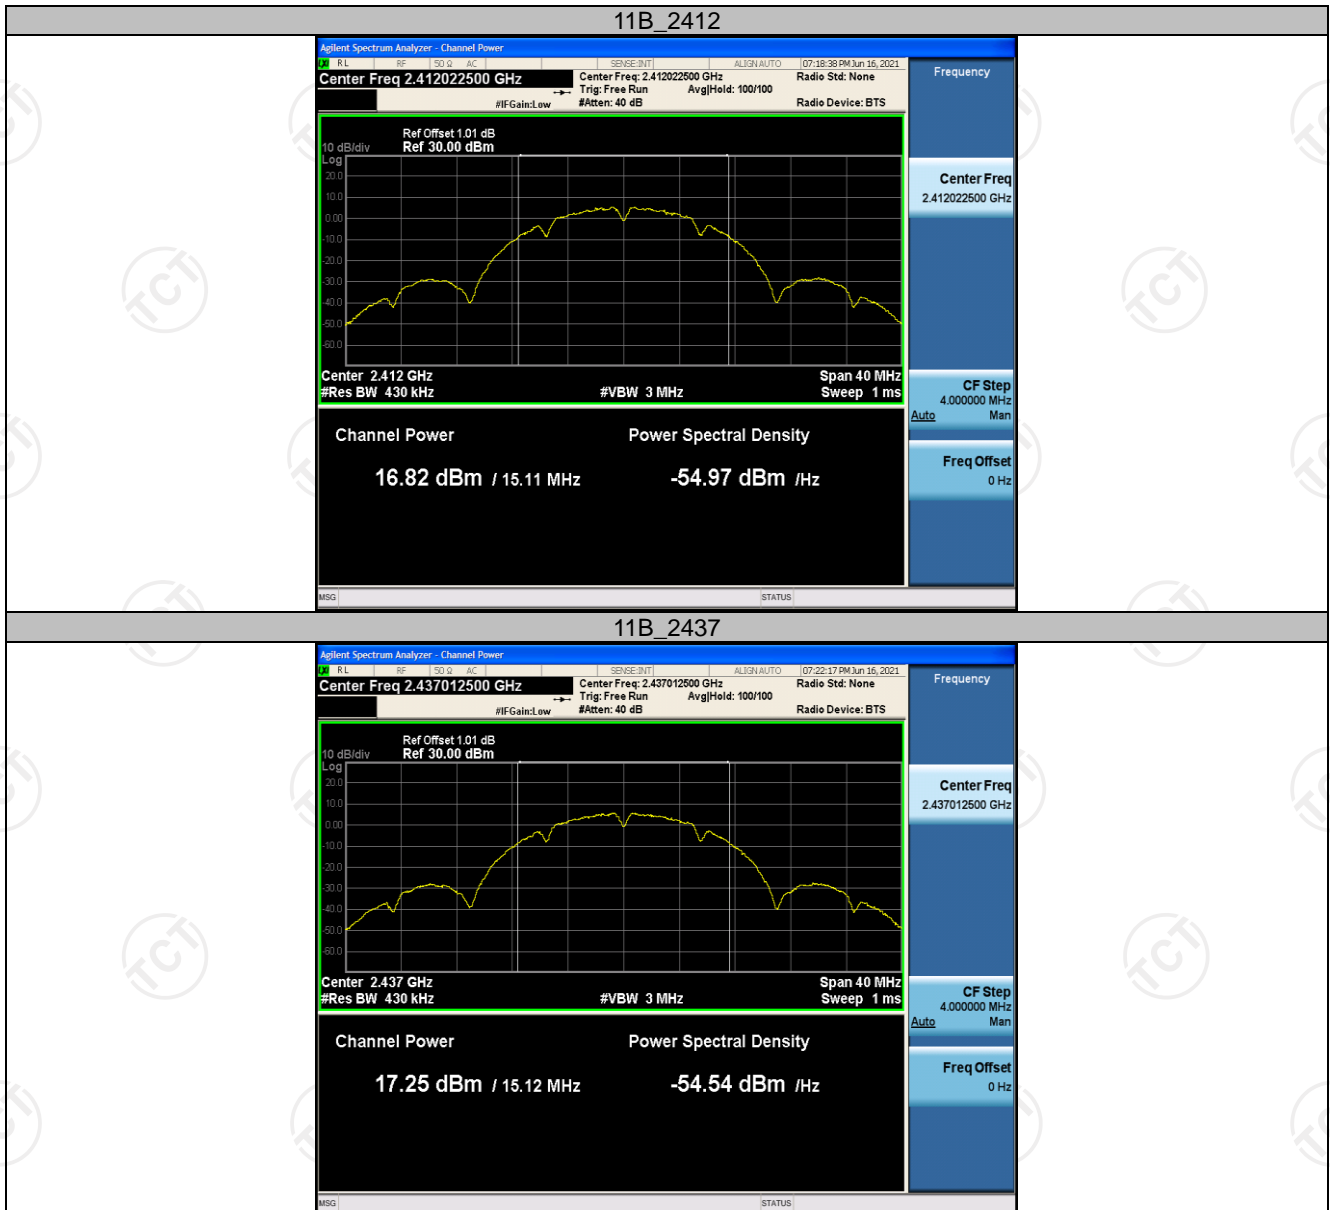 11B_2412
Agilent Spectrum Analyzer - Channel Power
RL RF 50 Ω AC SENSE:INT ALIGN AUTO 07:18:38 PM Jun 16, 2021
Center Freq 2.412022500 GHz
Center Freq: 2.412022500 GHz Radio Std: None
Trig: Free Run Avg|Hold: 100/100
#IFGain:Low #Atten: 40 dB Radio Device: BTS
Frequency
Ref Offset 1.01 dB
10 dB/div Ref 30.00 dBm
Log
20.0
10.0
0.00
-10.0
-20.0
-30.0
-40.0
-50.0
-60.0
Center 2.412 GHz Span 40 MHz
#Res BW 430 kHz #VBW 3 MHz Sweep 1 ms
Center Freq
2.412022500 GHz
CF Step
4.000000 MHz
Auto Man
Freq Offset
0 Hz
Channel Power Power Spectral Density
16.82 dBm / 15.11 MHz -54.97 dBm /Hz
MSG STATUS
11B_2437
Agilent Spectrum Analyzer - Channel Power
RL RF 50 Ω AC SENSE:INT ALIGN AUTO 07:22:17 PM Jun 16, 2021
Center Freq 2.437012500 GHz
Center Freq: 2.437012500 GHz Radio Std: None
Trig: Free Run Avg|Hold: 100/100
#IFGain:Low #Atten: 40 dB Radio Device: BTS
Frequency
Ref Offset 1.01 dB
10 dB/div Ref 30.00 dBm
Log
20.0
10.0
0.00
-10.0
-20.0
-30.0
-40.0
-50.0
-60.0
Center 2.437 GHz Span 40 MHz
#Res BW 430 kHz #VBW 3 MHz Sweep 1 ms
Center Freq
2.437012500 GHz
CF Step
4.000000 MHz
Auto Man
Freq Offset
0 Hz
Channel Power Power Spectral Density
17.25 dBm / 15.12 MHz -54.54 dBm /Hz
MSG STATUS
TCT